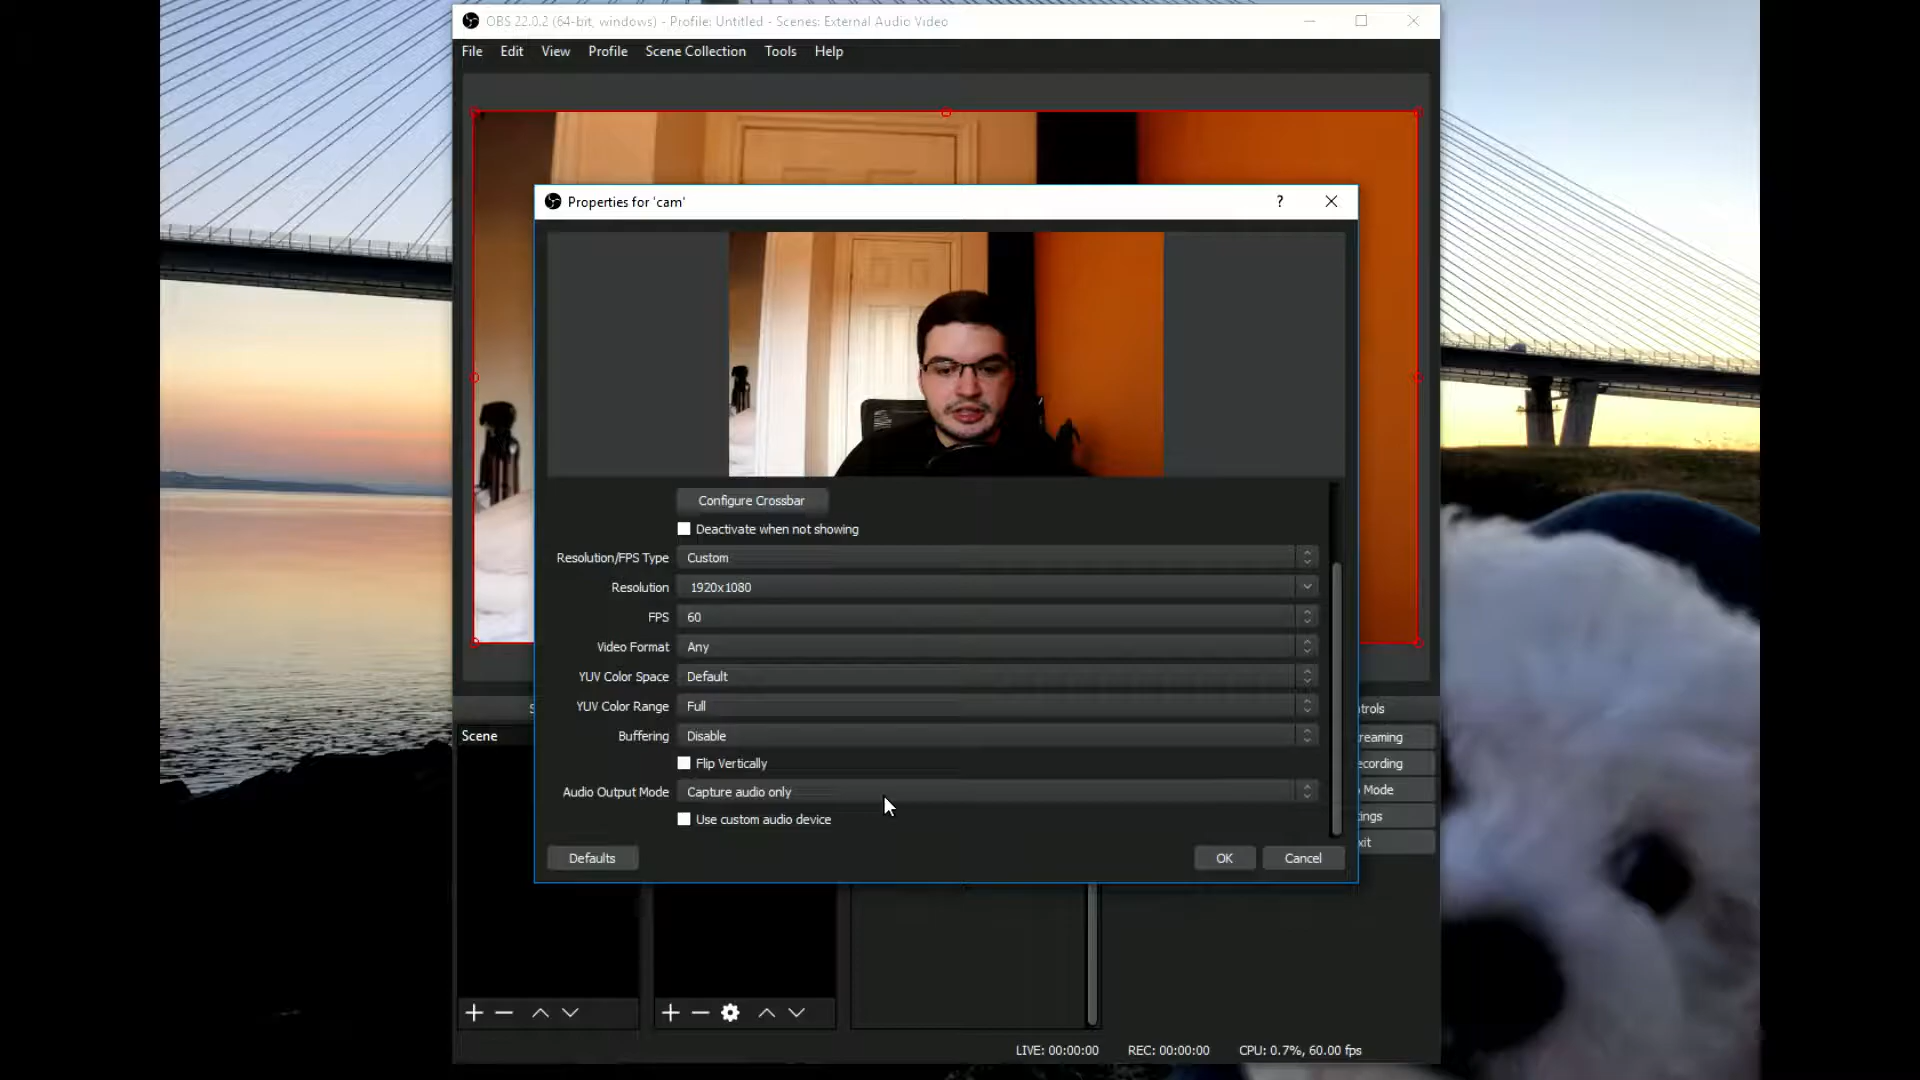 OBS 22.0.2 (64-bit, windows) - Profile: Untitled - Scenes: External Audio Video
File Edit View Profile Scene Collection Tools Help
Properties for 'cam'
?
Configure Crossbar
Deactivate when not showing
Resolution/FPS Type Custom
Resolution 1920x1080
FPS 60
Video Format Any
YUV Color Space Default
YUV Color Range Full
Buffering Disable
Flip Vertically
Audio Output Mode Capture audio only
Use custom audio device
Defaults OK Cancel
S
Scene
trols
reaming
ecording
o Mode
ings
xit
LIVE: 00:00:00 REC: 00:00:00 CPU: 0.7%, 60.00 fps